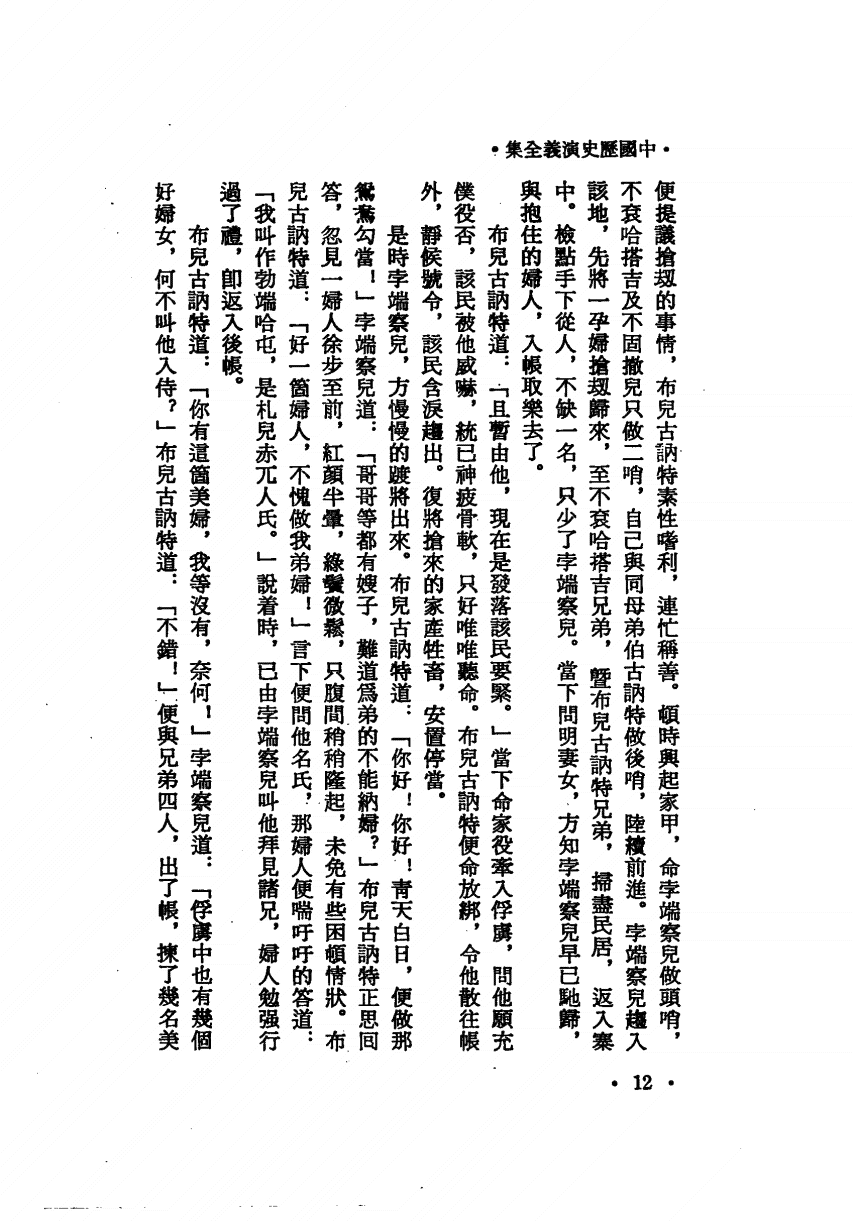 •中國歷史演義全集•
便提議搶刼的事情，布兒古訥特素性嗜利，連忙稱善。頓時興起家甲，命孛端察兒做頭哨，
不袞哈搭吉及不固撒兒只做二哨，自己與同母弟伯古訥特做後哨，陸續前進。孛端察兒趨入
該地，先將一孕婦搶刼歸來，至不袞哈搭吉兄弟，暨布兒古訥特兄弟，掃盡民居，返入寨
中。檢點手下從人，不缺一名，只少了孛端察兒。當下問明妻女，方知孛端察兒早已馳歸，
與抱住的婦人，入帳取樂去了。
布兒古訥特道：「且暫由他，現在是發落該民要緊。」當下命家役牽入俘虜，問他願充
僕役否，該民被他威嚇，統已神疲骨軟，只好唯唯聽命。布兒古訥特便命放綁，令他散往帳
外，靜候號令，該民含淚趨出。復將搶來的家產牲畜，安置停當。
是時孛端察兒，方慢慢的踱將出來。布兒古訥特道：「你好！你好！青天白日，便做那
鴛鴦勾當！」孛端察兒道：「哥哥等都有嫂子，難道爲弟的不能納婦？」布兒古訥特正思回
答，忽見一婦人徐步至前，紅顏半暈，綠鬢微鬆，只腹間稍稍隆起，未免有些困頓情狀。布
兒古訥特道：「好一箇婦人，不愧做我弟婦！」言下便問他名氏，那婦人便喘吁吁的答道：
「我叫作勃端哈屯，是札兒赤兀人氏。」說着時，已由孛端察兒叫他拜見諸兄，婦人勉强行
過了禮，卽返入後帳。
布兒古訥特道：「你有這箇美婦，我等沒有，奈何！」孛端察兒道：「俘虜中也有幾個
好婦女，何不叫他入侍？」布兒古訥特道：「不錯！」便與兄弟四人，出了帳，揀了幾名美
• 12 •